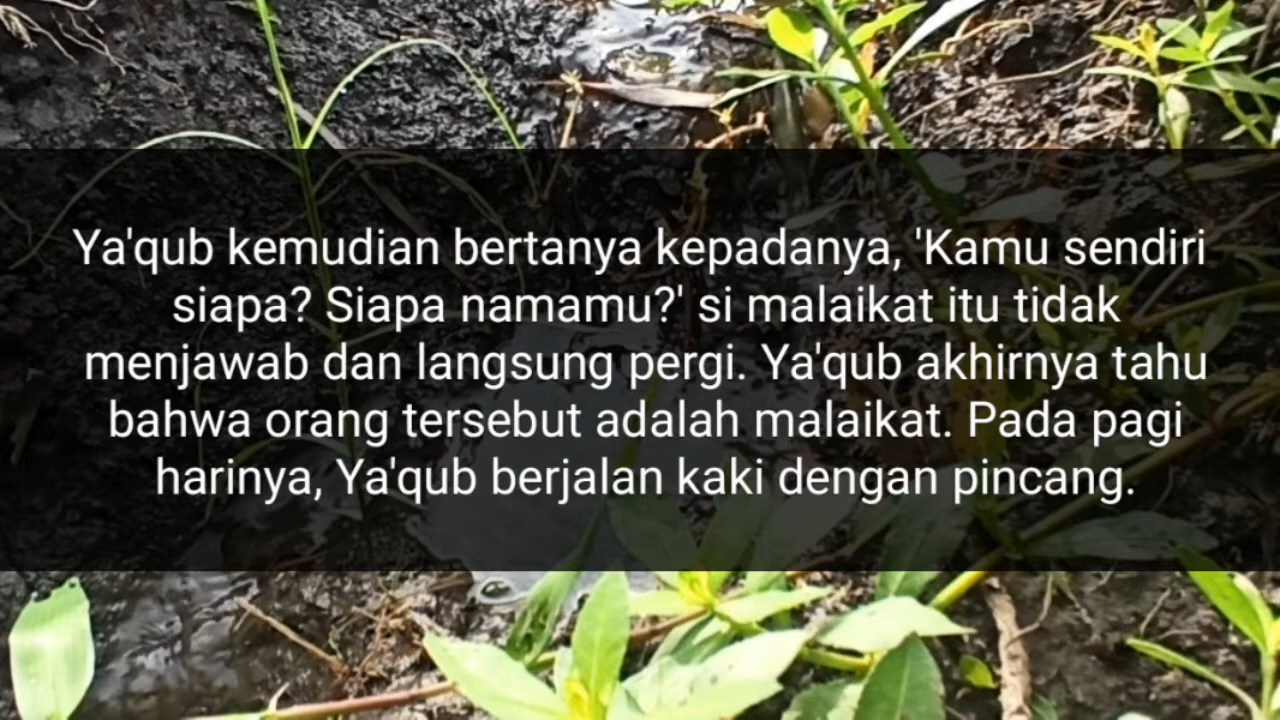 Ya'qub kemudian bertanya kepadanya, 'Kamu sendiri
siapa? Siapa namamu?' si malaikat itu tidak
menjawab dan langsung pergi. Ya'qub akhirnya tahu
bahwa orang tersebut adalah malaikat. Pada pagi
harinya, Ya'qub berjalan kaki dengan pincang.